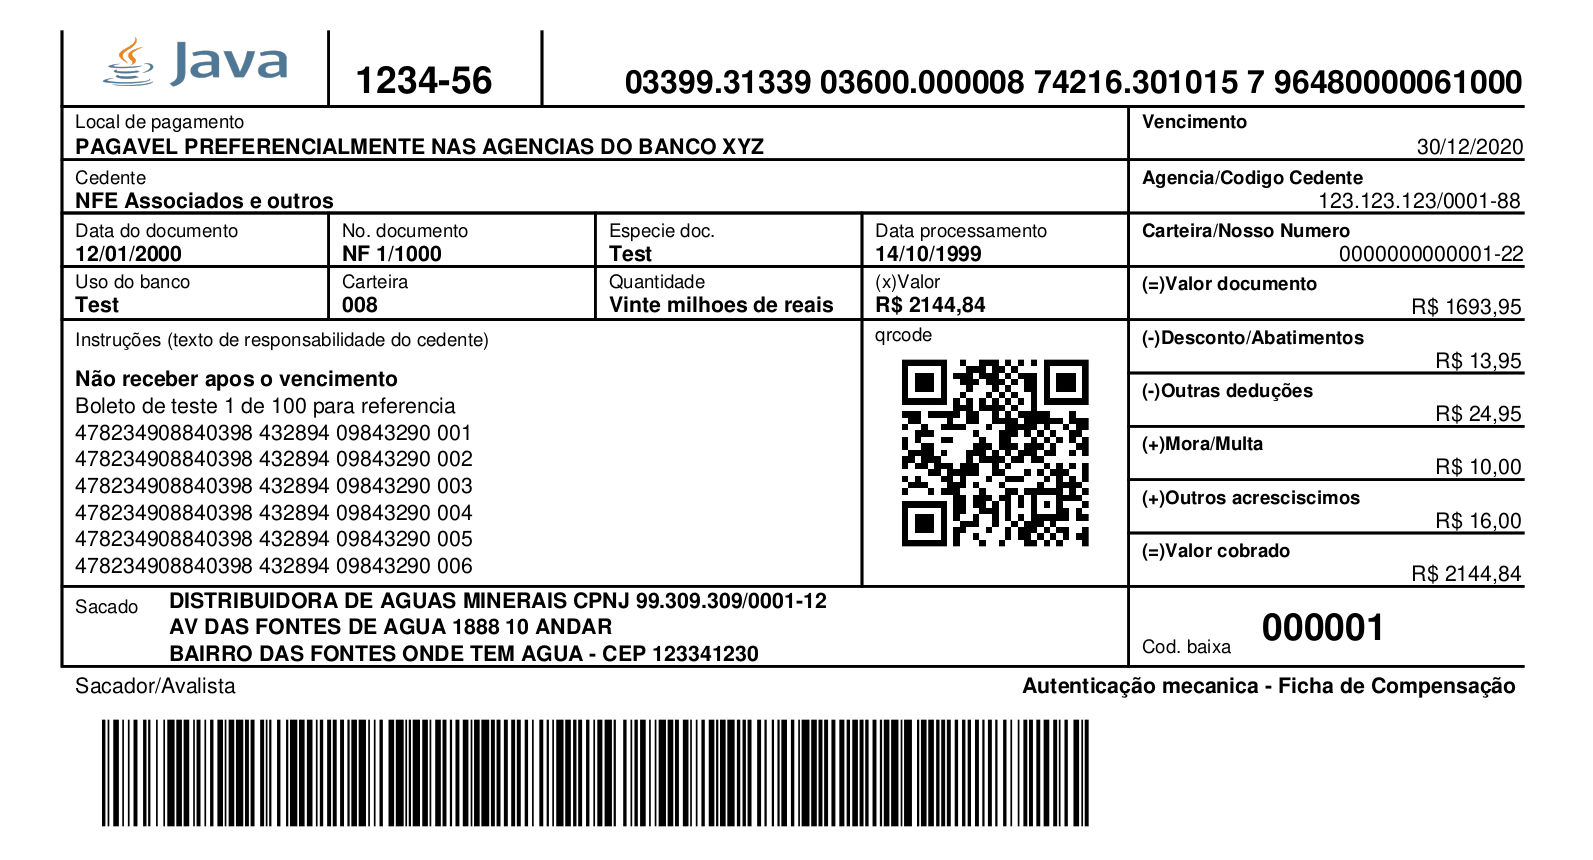 Java
1234-56
03399.31339 03600.000008 74216.301015 7 96480000061000
Local de pagamento
PAGAVEL PREFERENCIALMENTE NAS AGENCIAS DO BANCO XYZ
Vencimento
30/12/2020
Cedente
NFE Associados e outros
Agencia/Codigo Cedente
123.123.123/0001-88
Data do documento
12/01/2000
No. documento
NF 1/1000
Especie doc.
Test
Data processamento
14/10/1999
Carteira/Nosso Numero
0000000000001-22
Uso do banco
Test
Carteira
008
Quantidade
Vinte milhoes de reais
(x)Valor
R$ 2144,84
(=)Valor documento
R$ 1693,95
Instruções (texto de responsabilidade do cedente)
Não receber apos o vencimento
Boleto de teste 1 de 100 para referencia
478234908840398 432894 09843290 001
478234908840398 432894 09843290 002
478234908840398 432894 09843290 003
478234908840398 432894 09843290 004
478234908840398 432894 09843290 005
478234908840398 432894 09843290 006
qrcode
(-)Desconto/Abatimentos
R$ 13,95
(-)Outras deduções
R$ 24,95
(+)Mora/Multa
R$ 10,00
(+)Outros acresciscimos
R$ 16,00
(=)Valor cobrado
R$ 2144,84
Sacado
DISTRIBUIDORA DE AGUAS MINERAIS CPNJ 99.309.309/0001-12
AV DAS FONTES DE AGUA 1888 10 ANDAR
BAIRRO DAS FONTES ONDE TEM AGUA - CEP 123341230
Cod. baixa
000001
Sacador/Avalista
Autenticação mecanica - Ficha de Compensação